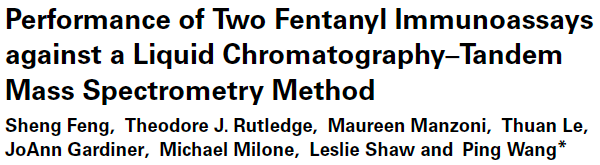 Performance of Two Fentanyl Immunoassays
against a Liquid Chromatography–Tandem
Mass Spectrometry Method
Sheng Feng, Theodore J. Rutledge, Maureen Manzoni, Thuan Le,
JoAnn Gardiner, Michael Milone, Leslie Shaw and Ping Wang*